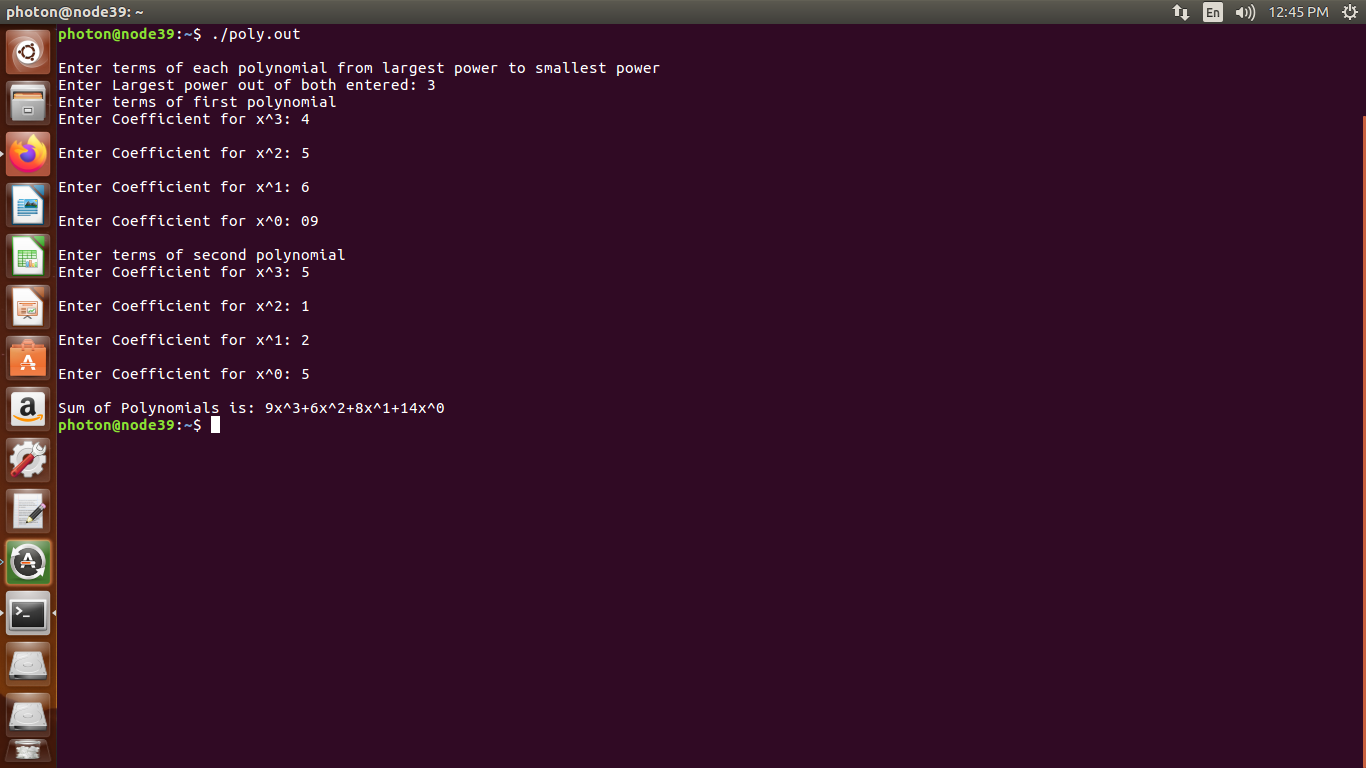 photon@node39: ~
En
12:45 PM
photon@node39:~$ ./poly.out
Enter terms of each polynomial from largest power to smallest power
Enter Largest power out of both entered: 3
Enter terms of first polynomial
Enter Coefficient for x^3: 4
Enter Coefficient for x^2: 5
Enter Coefficient for x^1: 6
Enter Coefficient for x^0: 09
Enter terms of second polynomial
Enter Coefficient for x^3: 5
Enter Coefficient for x^2: 1
Enter Coefficient for x^1: 2
Enter Coefficient for x^0: 5
Sum of Polynomials is: 9x^3+6x^2+8x^1+14x^0
photon@node39:~$